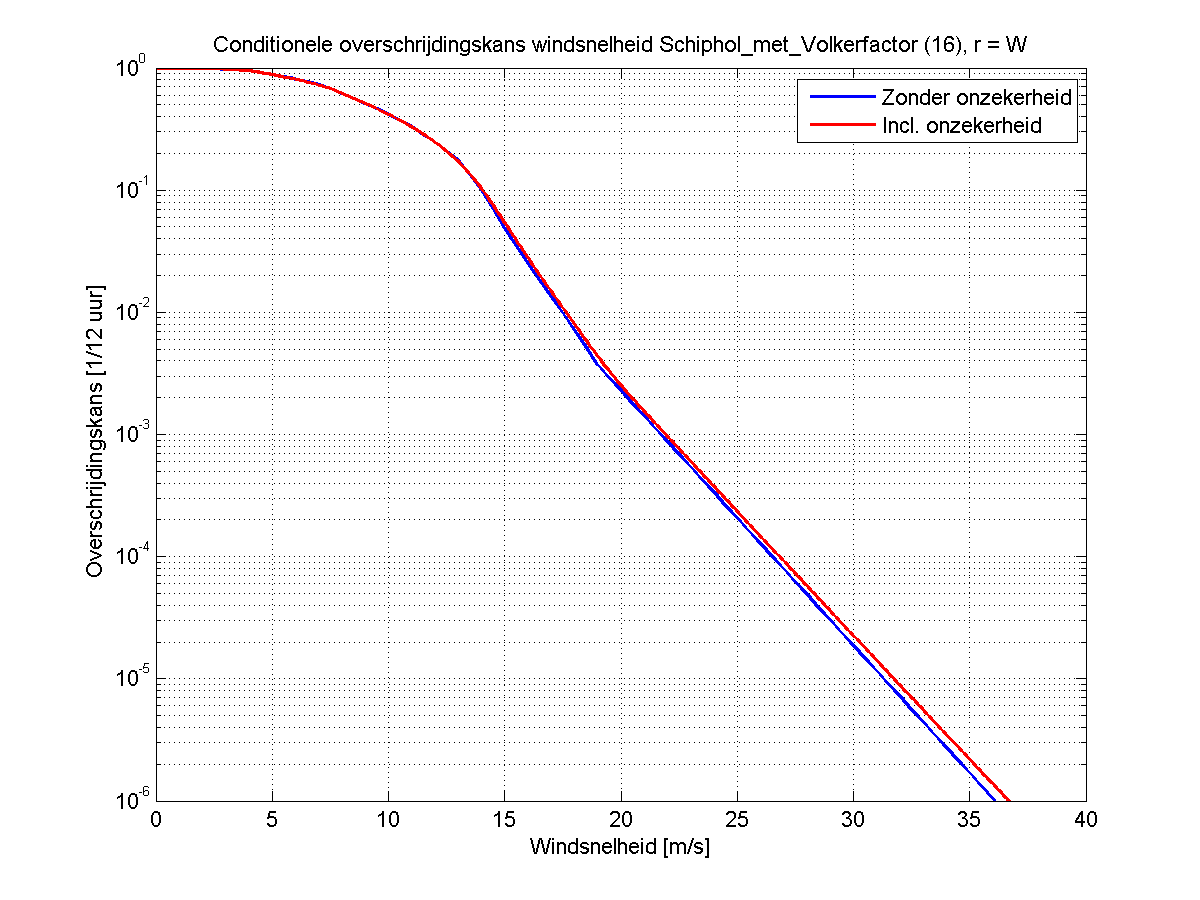 Conditionele overschrijdingskans windsnelheid Schiphol_met_Volkerfactor (16), r = W
Zonder onzekerheid
Incl. onzekerheid
10^0
10^-1
10^-2
10^-3
10^-4
10^-5
10^-6
Overschrijdingskans [1/12 uur]
0 5 10 15 20 25 30 35 40
Windsnelheid [m/s]